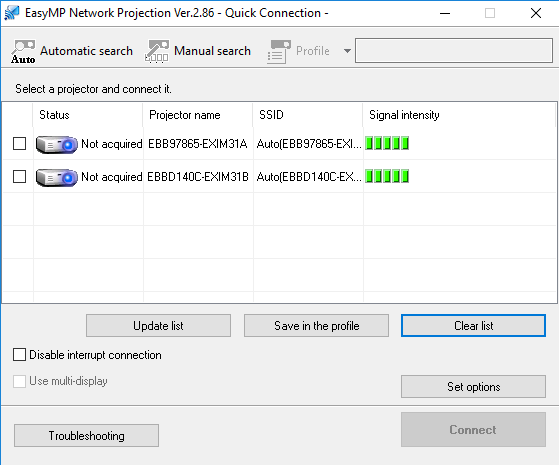 EasyMP Network Projection Ver.2.86 - Quick Connection -
Auto Automatic search Manual search Profile
Select a projector and connect it.
Status Projector name SSID Signal intensity
Not acquired EBB97865-EXIM31A Auto(EBB97865-EXI...
Not acquired EBBD140C-EXIM31B Auto(EBBD140C-EX...
Update list Save in the profile Clear list
Disable interrupt connection
Use multi-display
Set options
Troubleshooting
Connect